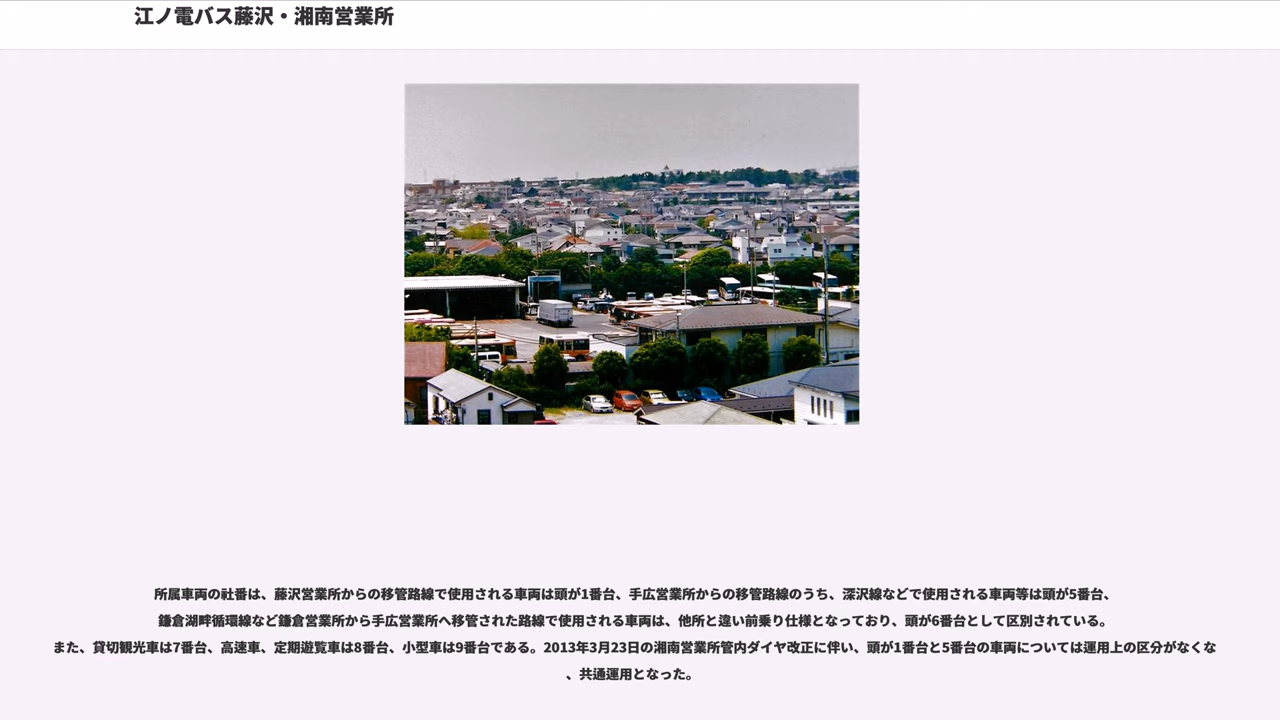 江ノ電バス藤沢・湘南営業所
所属車両の社番は、藤沢営業所からの移管路線で使用される車両は頭が1番台、手広営業所からの移管路線のうち、深沢線などで使用される車両等は頭が5番台、
鎌倉湖畔循環線など鎌倉営業所から手広営業所へ移管された路線で使用される車両は、他所と違い前乗り仕様となっており、頭が6番台として区別されている。
また、貸切観光車は7番台、高速車、定期遊覧車は8番台、小型車は9番台である。2013年3月23日の湘南営業所管内ダイヤ改正に伴い、頭が1番台と5番台の車両については運用上の区分がなくな
、共通運用となった。